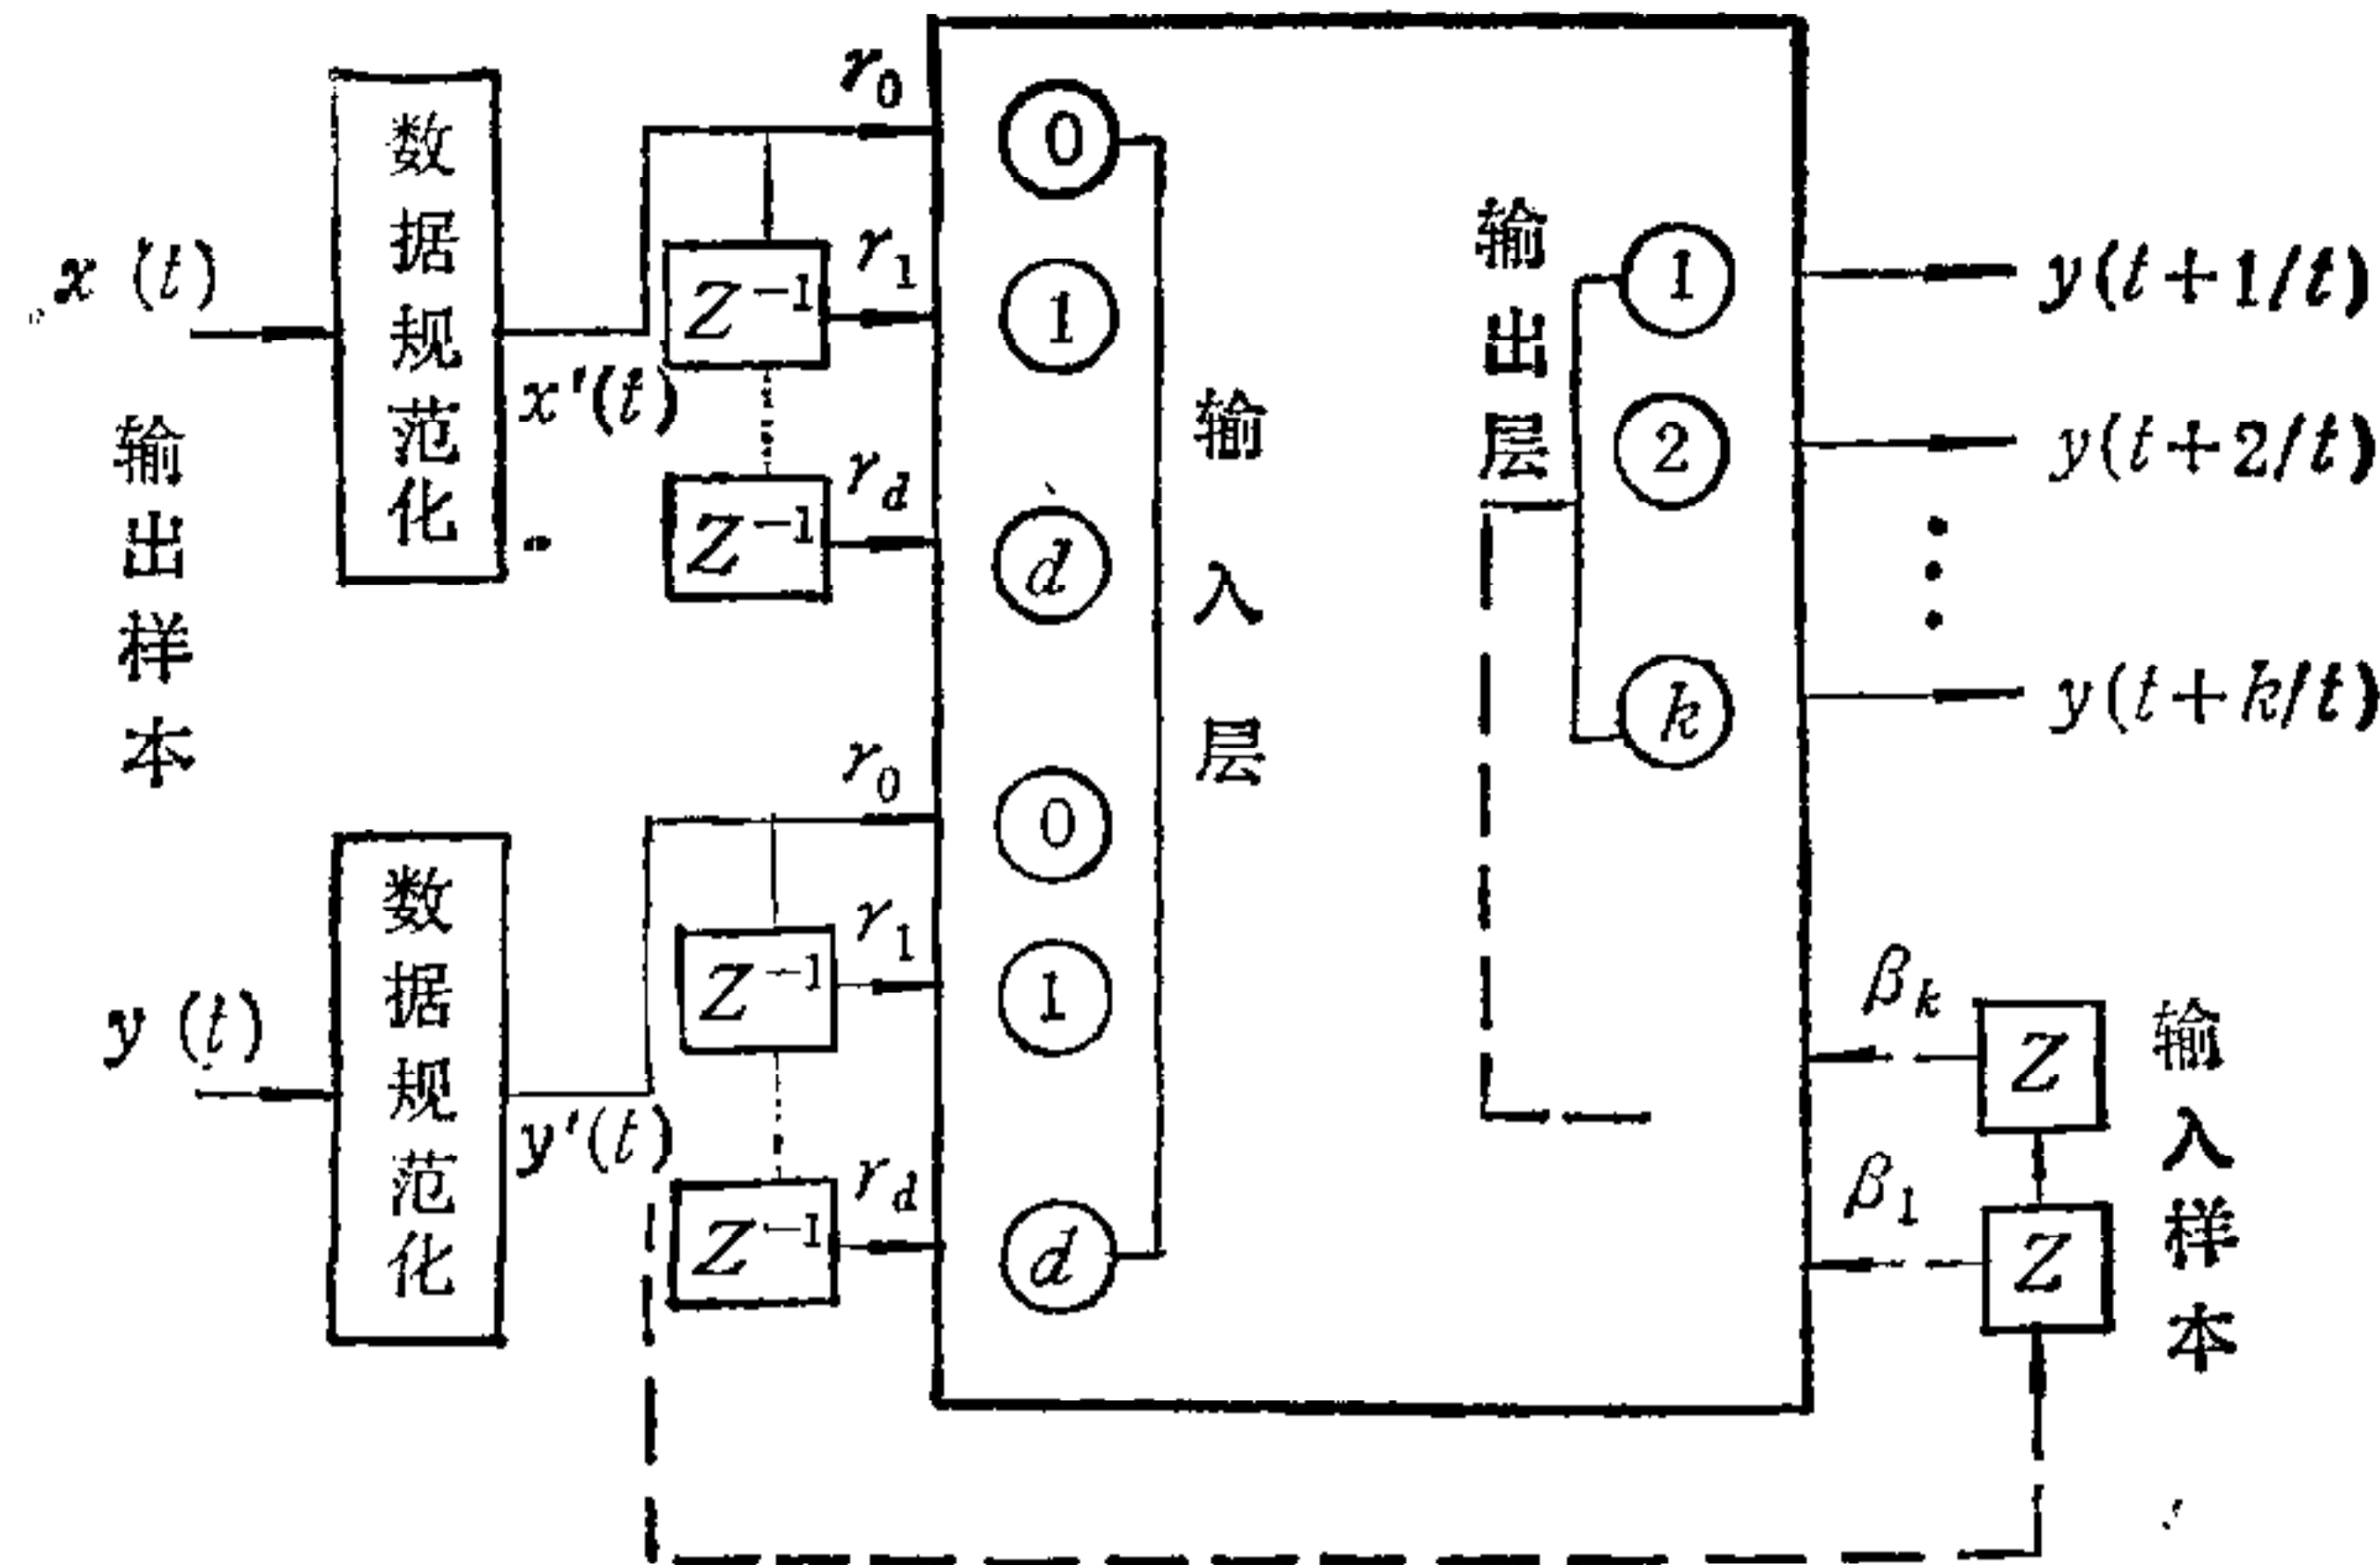 x (t)
输出样本
数据规范化
x'(t)
r0
Z⁻¹
r1
Z⁻¹
rd
0
1
d
输入层
输出层
1
2
k
y(t+1/t)
y(t+2/t)
y(t+k/t)
y (t)
数据规范化
y'(t)
r0
Z⁻¹
r1
Z⁻¹
rd
0
1
d
βk
Z
β1
Z
输入样本